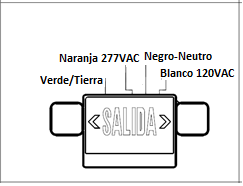 Naranja 277VAC
Negro-Neutro
Verde/Tierra
Blanco 120VAC
SALIDA